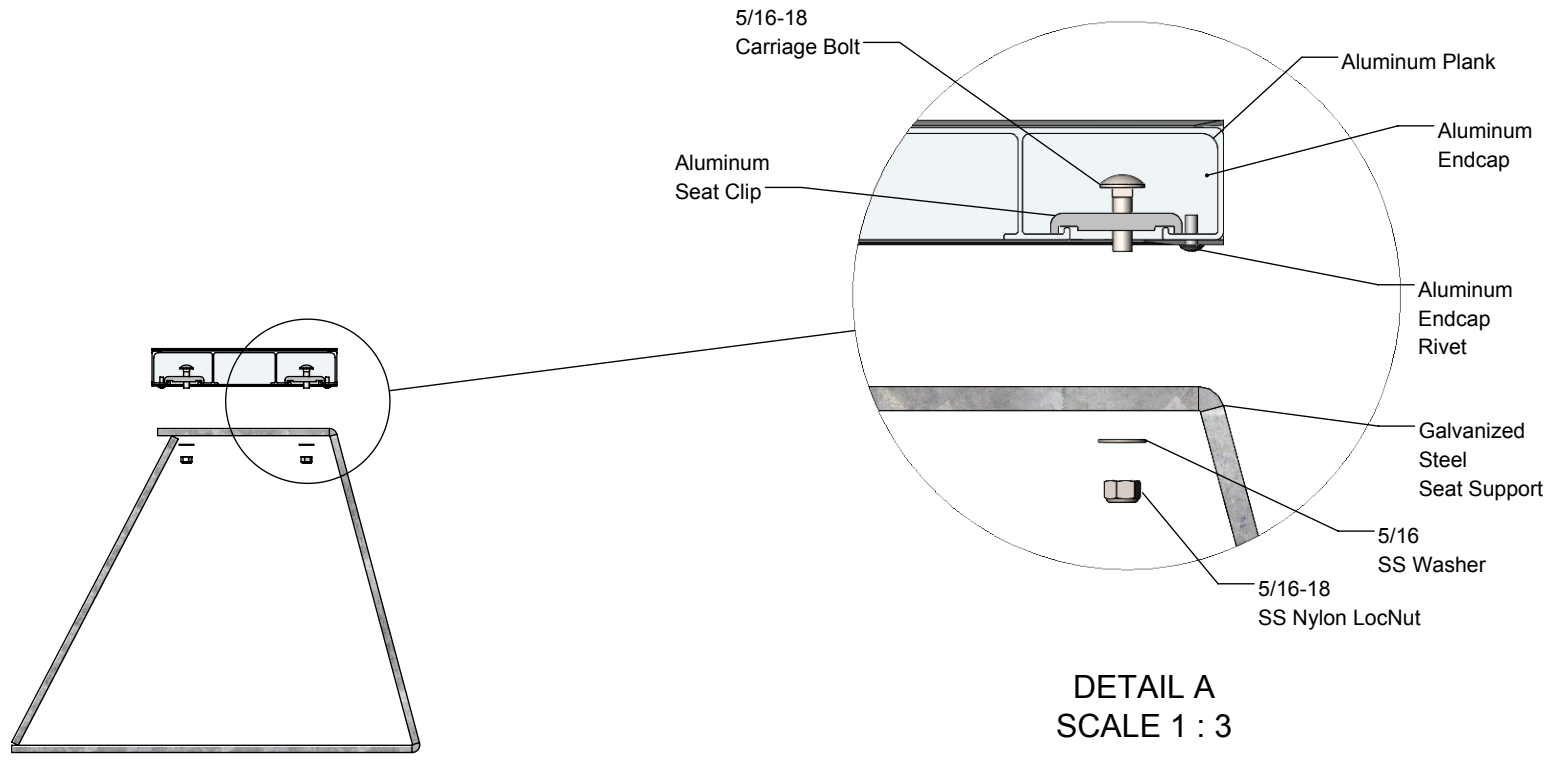 5/16-18
Carriage Bolt
Aluminum Plank
Aluminum
Endcap
Aluminum
Seat Clip
Aluminum
Endcap
Rivet
Galvanized
Steel
Seat Support
5/16
SS Washer
5/16-18
SS Nylon LocNut
DETAIL A
SCALE 1 : 3